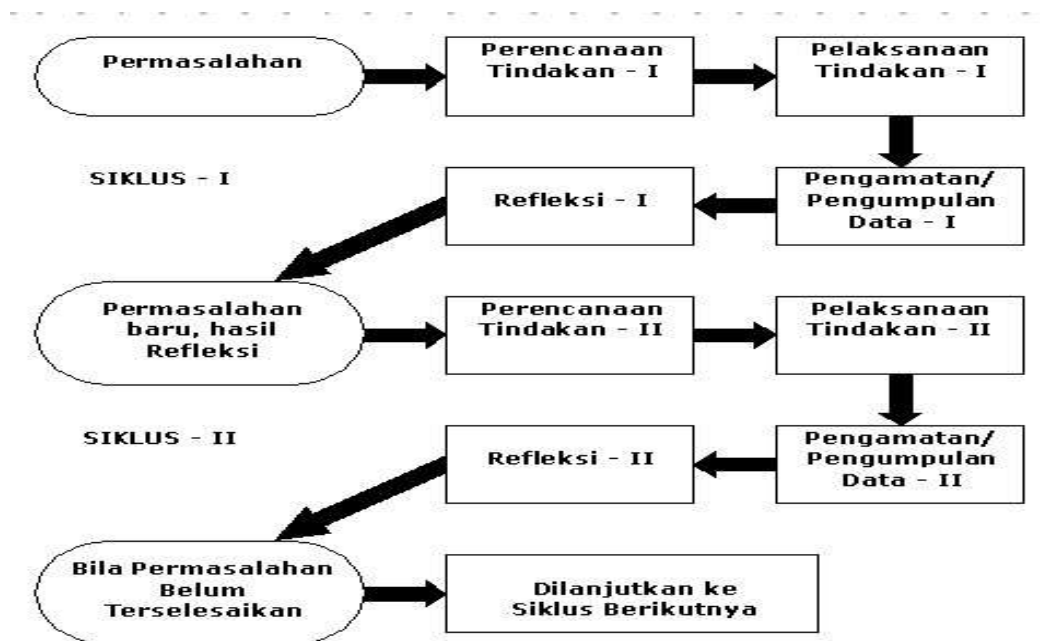 Permasalahan
Perencanaan
Tindakan - I
Pelaksanaan
Tindakan - I
SIKLUS - I
Refleksi - I
Pengamatan/
Pengumpulan
Data - I
Permasalahan
baru, hasil
Refleksi
Perencanaan
Tindakan - II
Pelaksanaan
Tindakan - II
SIKLUS - II
Refleksi - II
Pengamatan/
Pengumpulan
Data - II
Bila Permasalahan
Belum
Terselesaikan
Dilanjutkan ke
Siklus Berikutnya